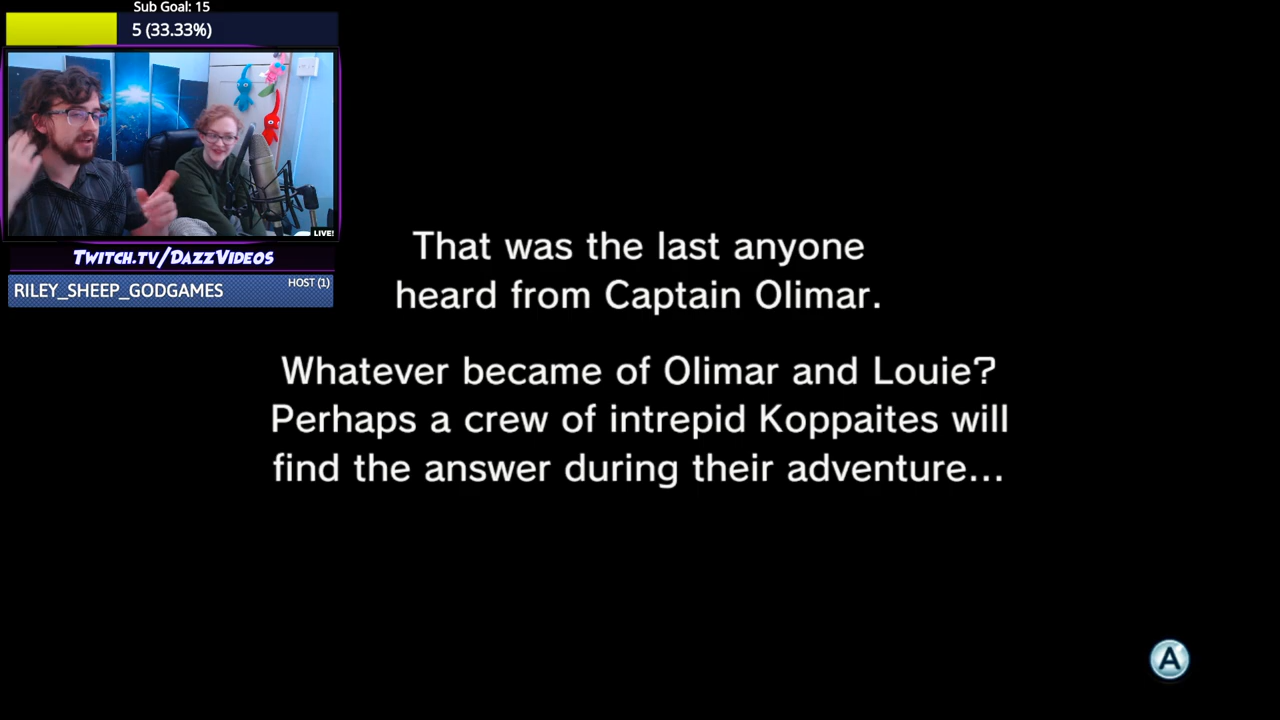 Sub Goal: 15
5 (33.33%)
LIVE!
TWITCH.TV/DAZZVIDEOS
RILEY_SHEEP_GODGAMES
HOST (1)
That was the last anyone
heard from Captain Olimar.
Whatever became of Olimar and Louie?
Perhaps a crew of intrepid Koppaites will
find the answer during their adventure...
A